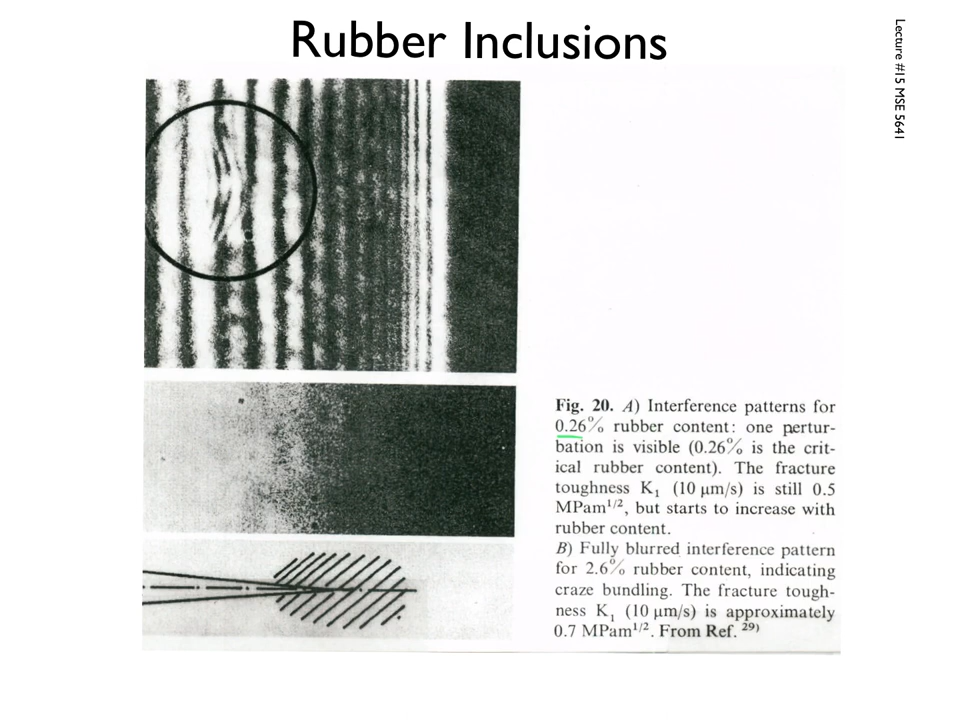 Rubber Inclusions
Lecture #15 MSE 5641
Fig. 20. A) Interference patterns for
0.26% rubber content: one pertur-
bation is visible (0.26% is the crit-
ical rubber content). The fracture
toughness K₁ (10 μm/s) is still 0.5
MPam¹/², but starts to increase with
rubber content.
B) Fully blurred interference pattern
for 2.6% rubber content, indicating
craze bundling. The fracture tough-
ness K₁ (10 μm/s) is approximately
0.7 MPam¹/². From Ref. ²⁹⁾